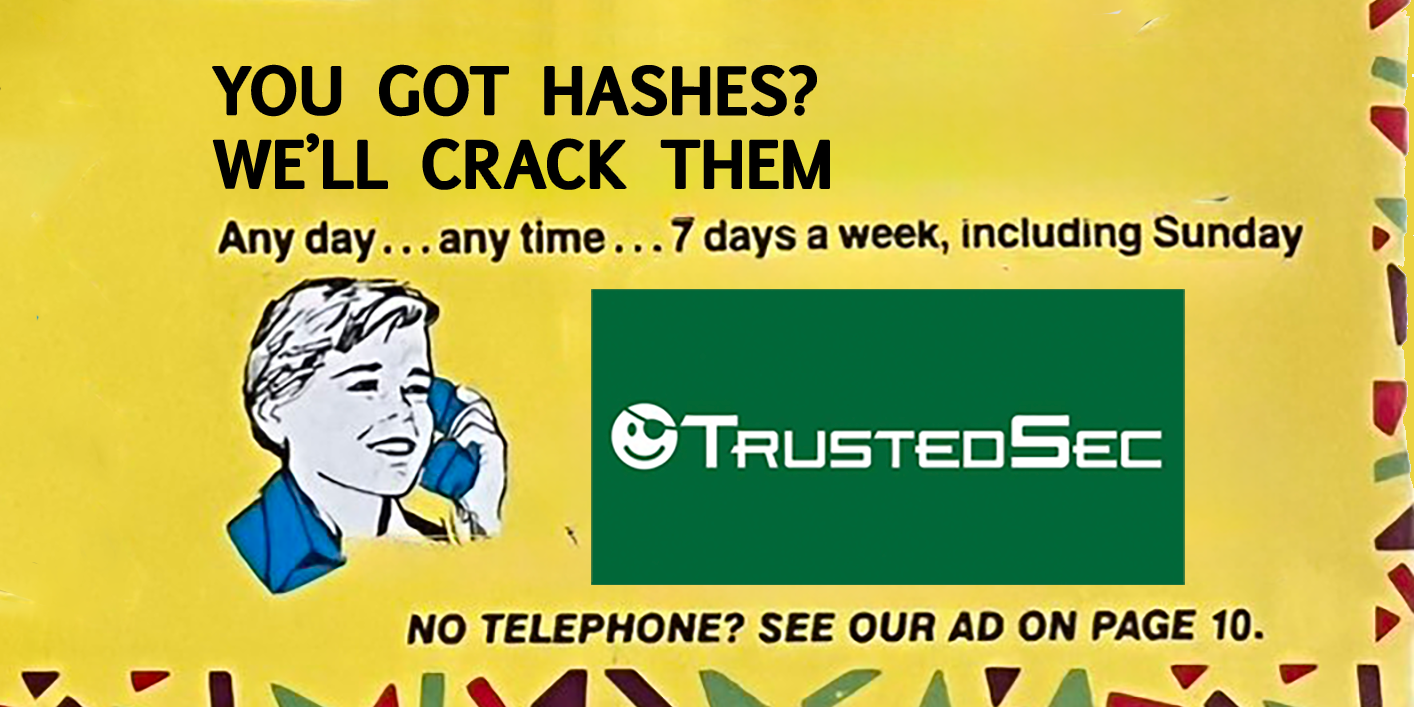 YOU GOT HASHES?
WE'LL CRACK THEM
Any day...any time...7 days a week, including Sunday
TRUSTEDSEC
NO TELEPHONE? SEE OUR AD ON PAGE 10.